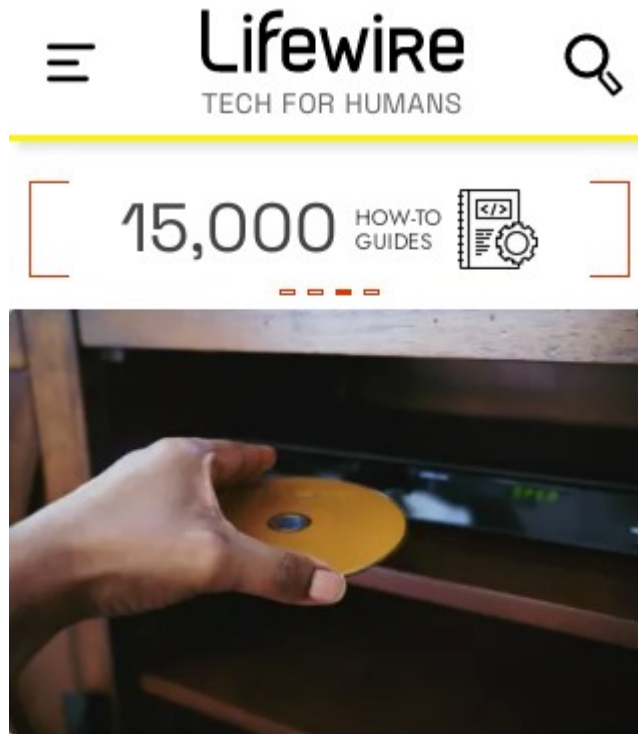 Lifewire
TECH FOR HUMANS
15,000
HOW-TO
GUIDES
</>